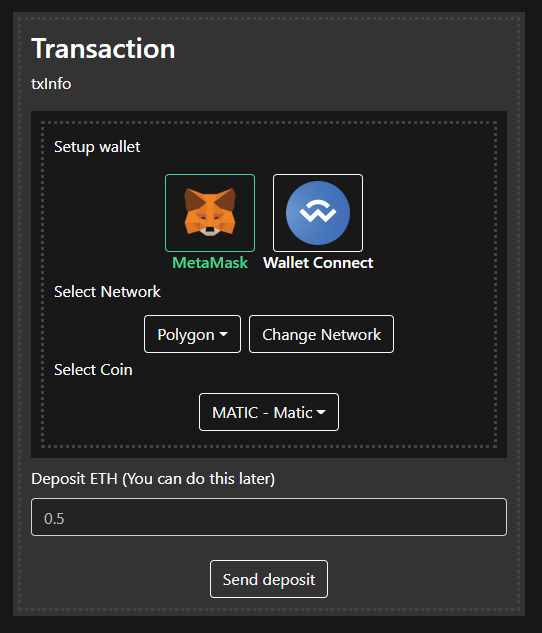 Transaction
txInfo
Setup wallet
MetaMask Wallet Connect
Select Network
Polygon Change Network
Select Coin
MATIC - Matic
Deposit ETH (You can do this later)
0.5
Send deposit